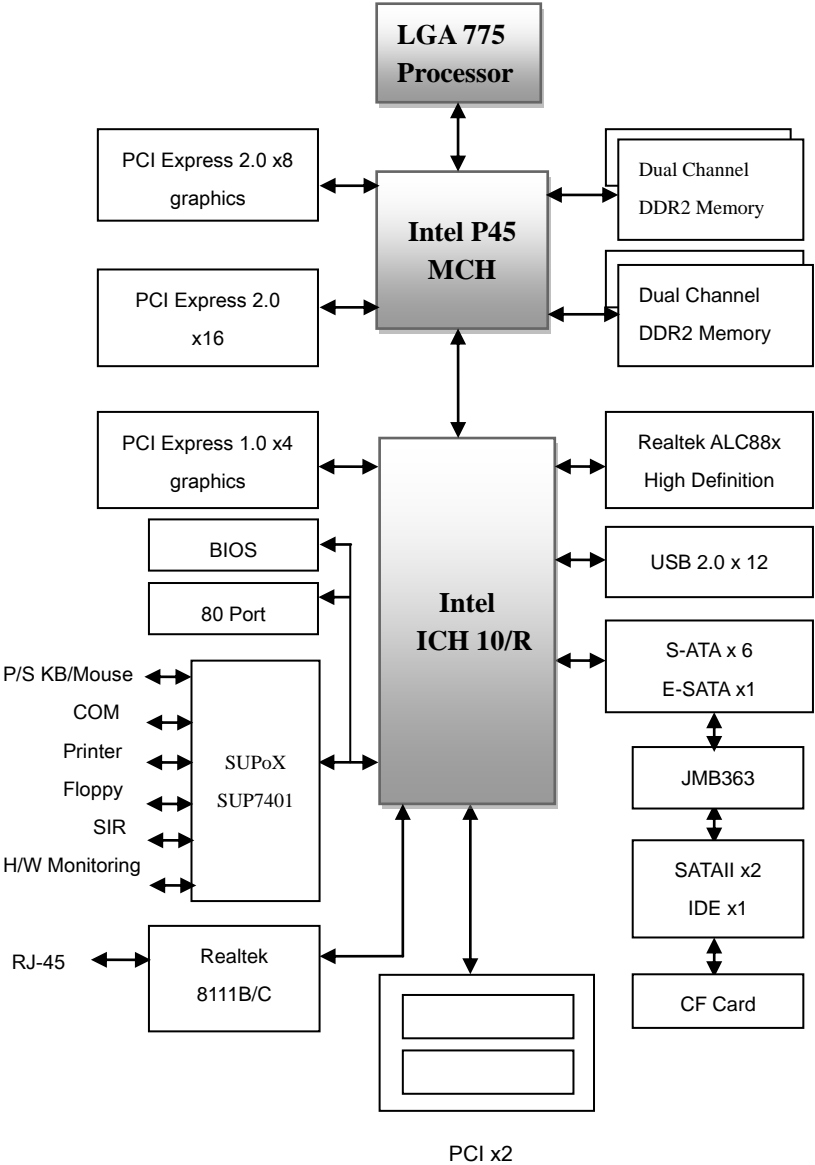 LGA 775
Processor
PCI Express 2.0 x8
graphics
Intel P45
MCH
Dual Channel
DDR2 Memory
PCI Express 2.0
x16
Dual Channel
DDR2 Memory
PCI Express 1.0 x4
graphics
Realtek ALC88x
High Definition
BIOS
80 Port
Intel
ICH 10/R
USB 2.0 x 12
S-ATA x 6
E-SATA x1
P/S KB/Mouse
COM
Printer
Floppy
SIR
H/W Monitoring
SUPoX
SUP7401
JMB363
SATAII x2
IDE x1
RJ-45
Realtek
8111B/C
CF Card
PCI x2